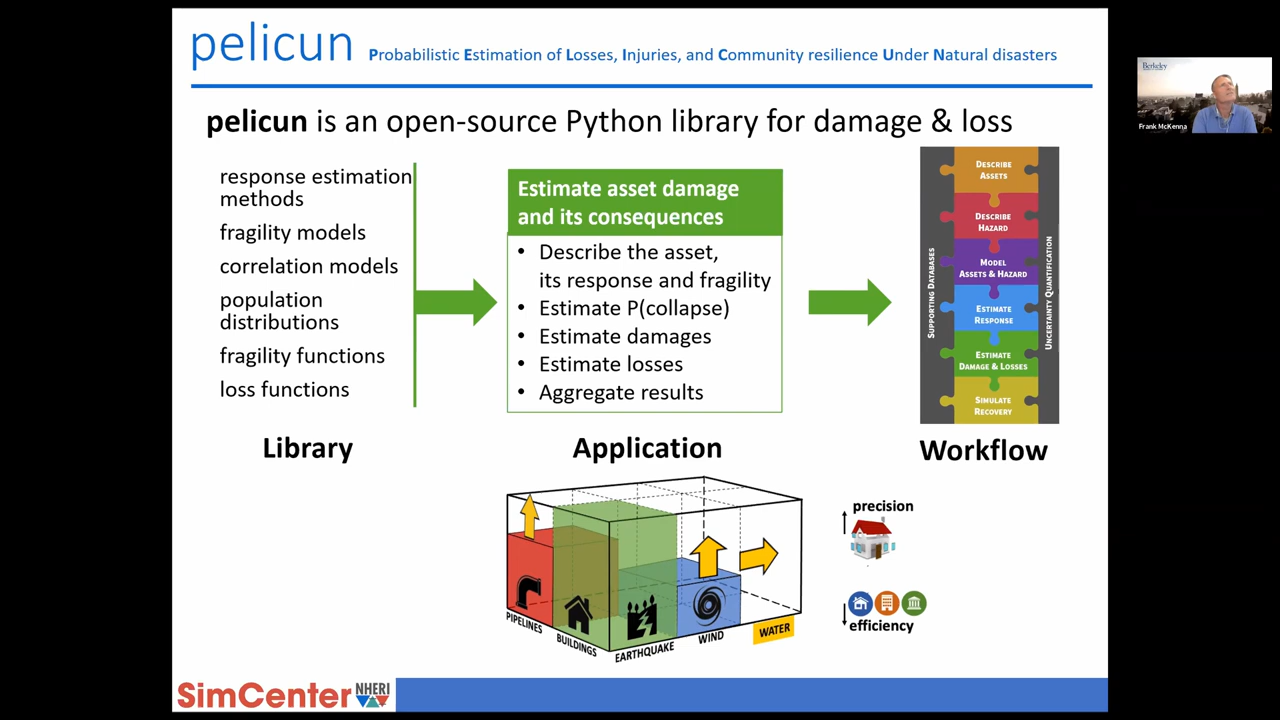 pelicun Probabilistic Estimation of Losses, Injuries, and Community resilience Under Natural disasters
pelicun is an open-source Python library for damage & loss
response estimation
methods
fragility models
correlation models
population
distributions
fragility functions
loss functions
Library
Estimate asset damage
and its consequences
• Describe the asset,
its response and fragility
• Estimate P(collapse)
• Estimate damages
• Estimate losses
• Aggregate results
Application
SUPPORTING DATABASES
DESCRIBE
ASSETS
DESCRIBE
HAZARD
MODEL
ASSETS & HAZARD
ESTIMATE
RESPONSE
ESTIMATE
DAMAGE & LOSSES
SIMULATE
RECOVERY
UNCERTAINTY QUANTIFICATION
Workflow
PIPELINES
BUILDINGS
EARTHQUAKE
WIND
WATER
precision
efficiency
SimCenter NHERI
Berkeley
Frank McKenna